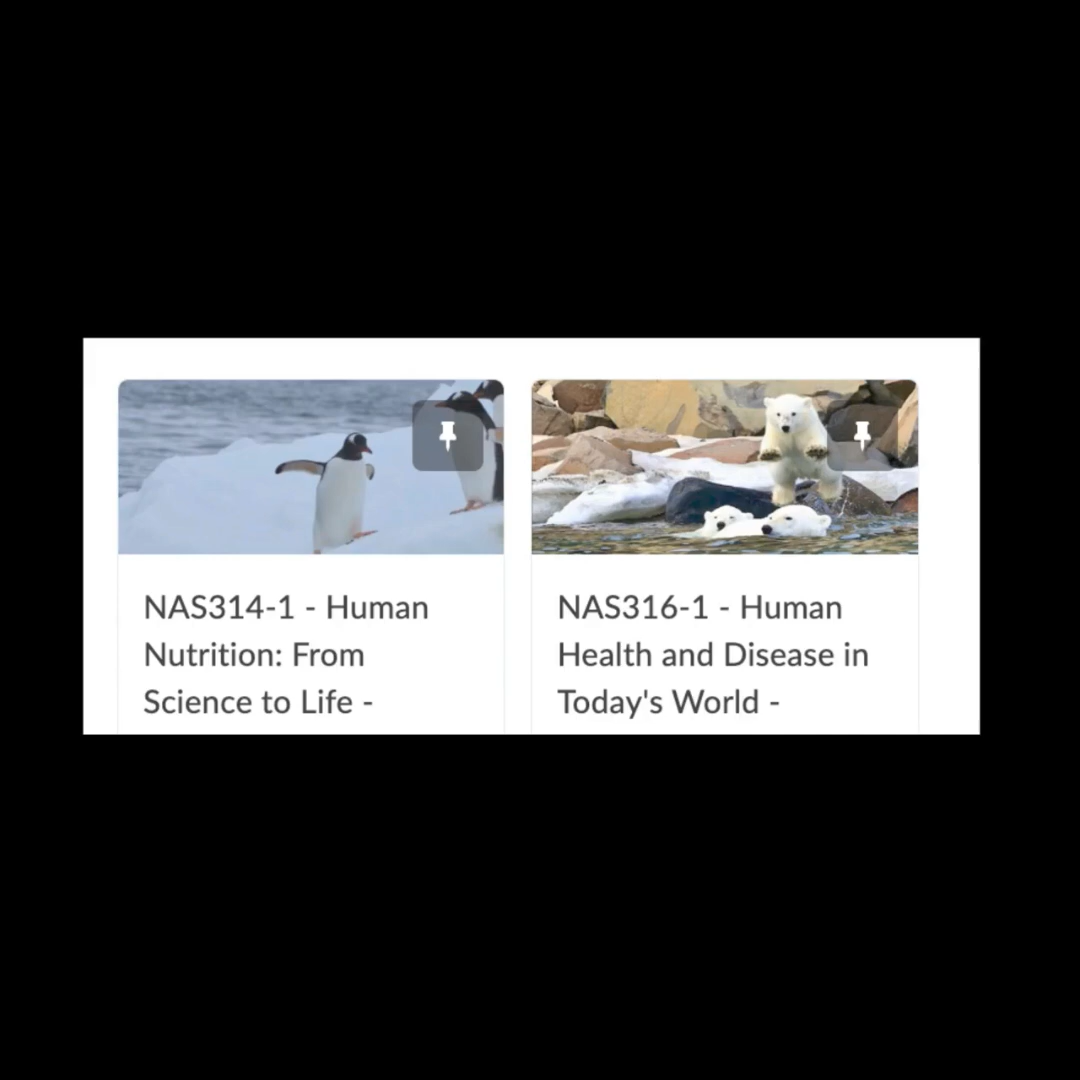 NAS314-1 - Human
Nutrition: From
Science to Life -
NAS316-1 - Human
Health and Disease in
Today's World -